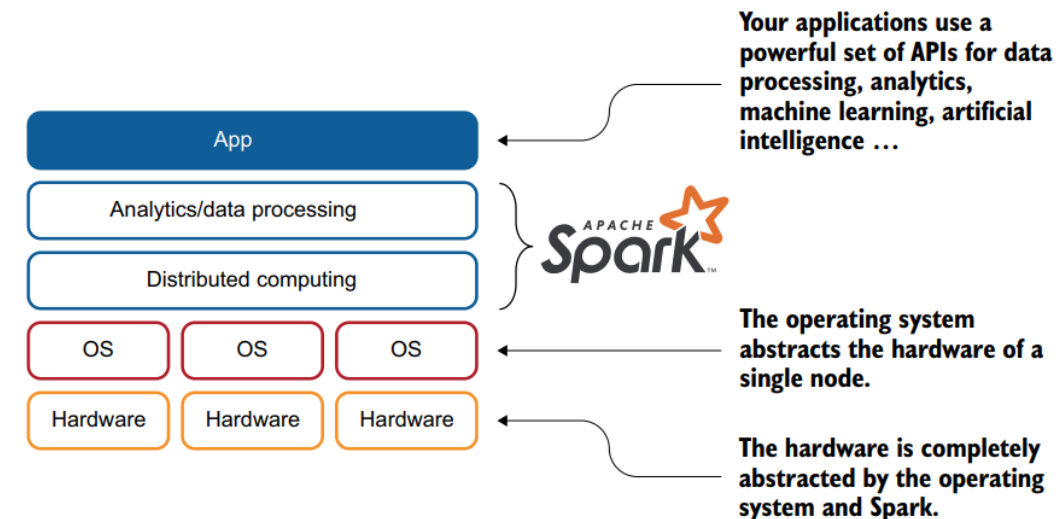 Your applications use a
powerful set of APIs for data
processing, analytics,
machine learning, artificial
intelligence …
App
Analytics/data processing
Distributed computing
APACHE
Spark™
OS OS OS
The operating system
abstracts the hardware of a
single node.
Hardware Hardware Hardware
The hardware is completely
abstracted by the operating
system and Spark.